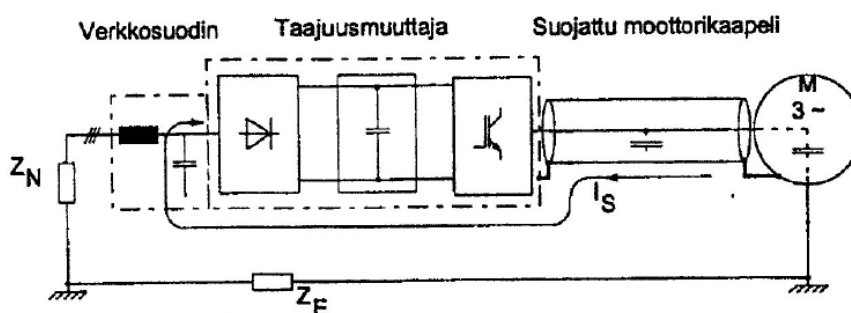 Verkkosuodin Taajuusmuuttaja Suojattu moottorikaapeli
M
3 ~
Z_N
I_S
Z_E